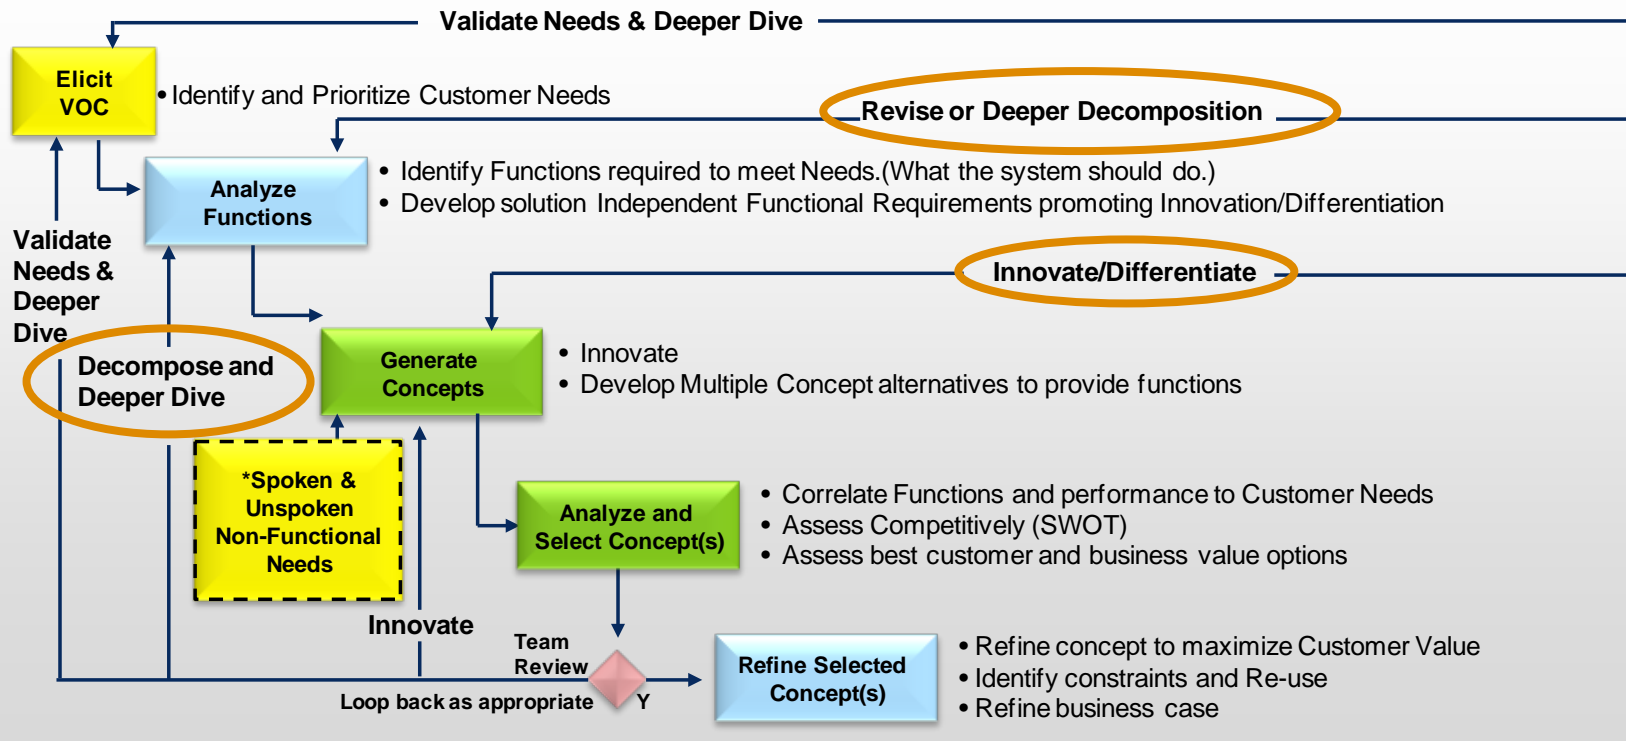 Validate Needs & Deeper Dive
Elicit
VOC
• Identify and Prioritize Customer Needs
Revise or Deeper Decomposition
Analyze
Functions
• Identify Functions required to meet Needs.(What the system should do.)
• Develop solution Independent Functional Requirements promoting Innovation/Differentiation
Validate
Needs &
Deeper
Dive
Innovate/Differentiate
Decompose and
Deeper Dive
Generate
Concepts
• Innovate
• Develop Multiple Concept alternatives to provide functions
*Spoken &
Unspoken
Non-Functional
Needs
Analyze and
Select Concept(s)
• Correlate Functions and performance to Customer Needs
• Assess Competitively (SWOT)
• Assess best customer and business value options
Innovate
Team
Review
Loop back as appropriate
Y
Refine Selected
Concept(s)
• Refine concept to maximize Customer Value
• Identify constraints and Re-use
• Refine business case